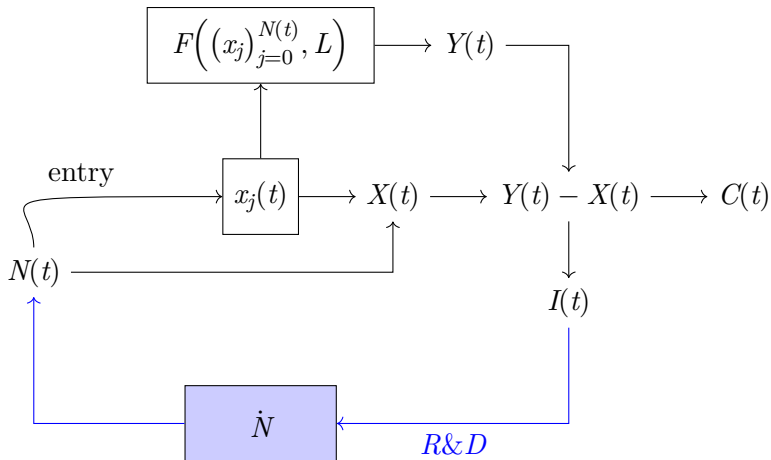 F((x_j)_{j=0}^{N(t)}, L)
Y(t)
entry
x_j(t)
X(t)
Y(t) − X(t)
C(t)
N(t)
I(t)
Ṅ
R&D